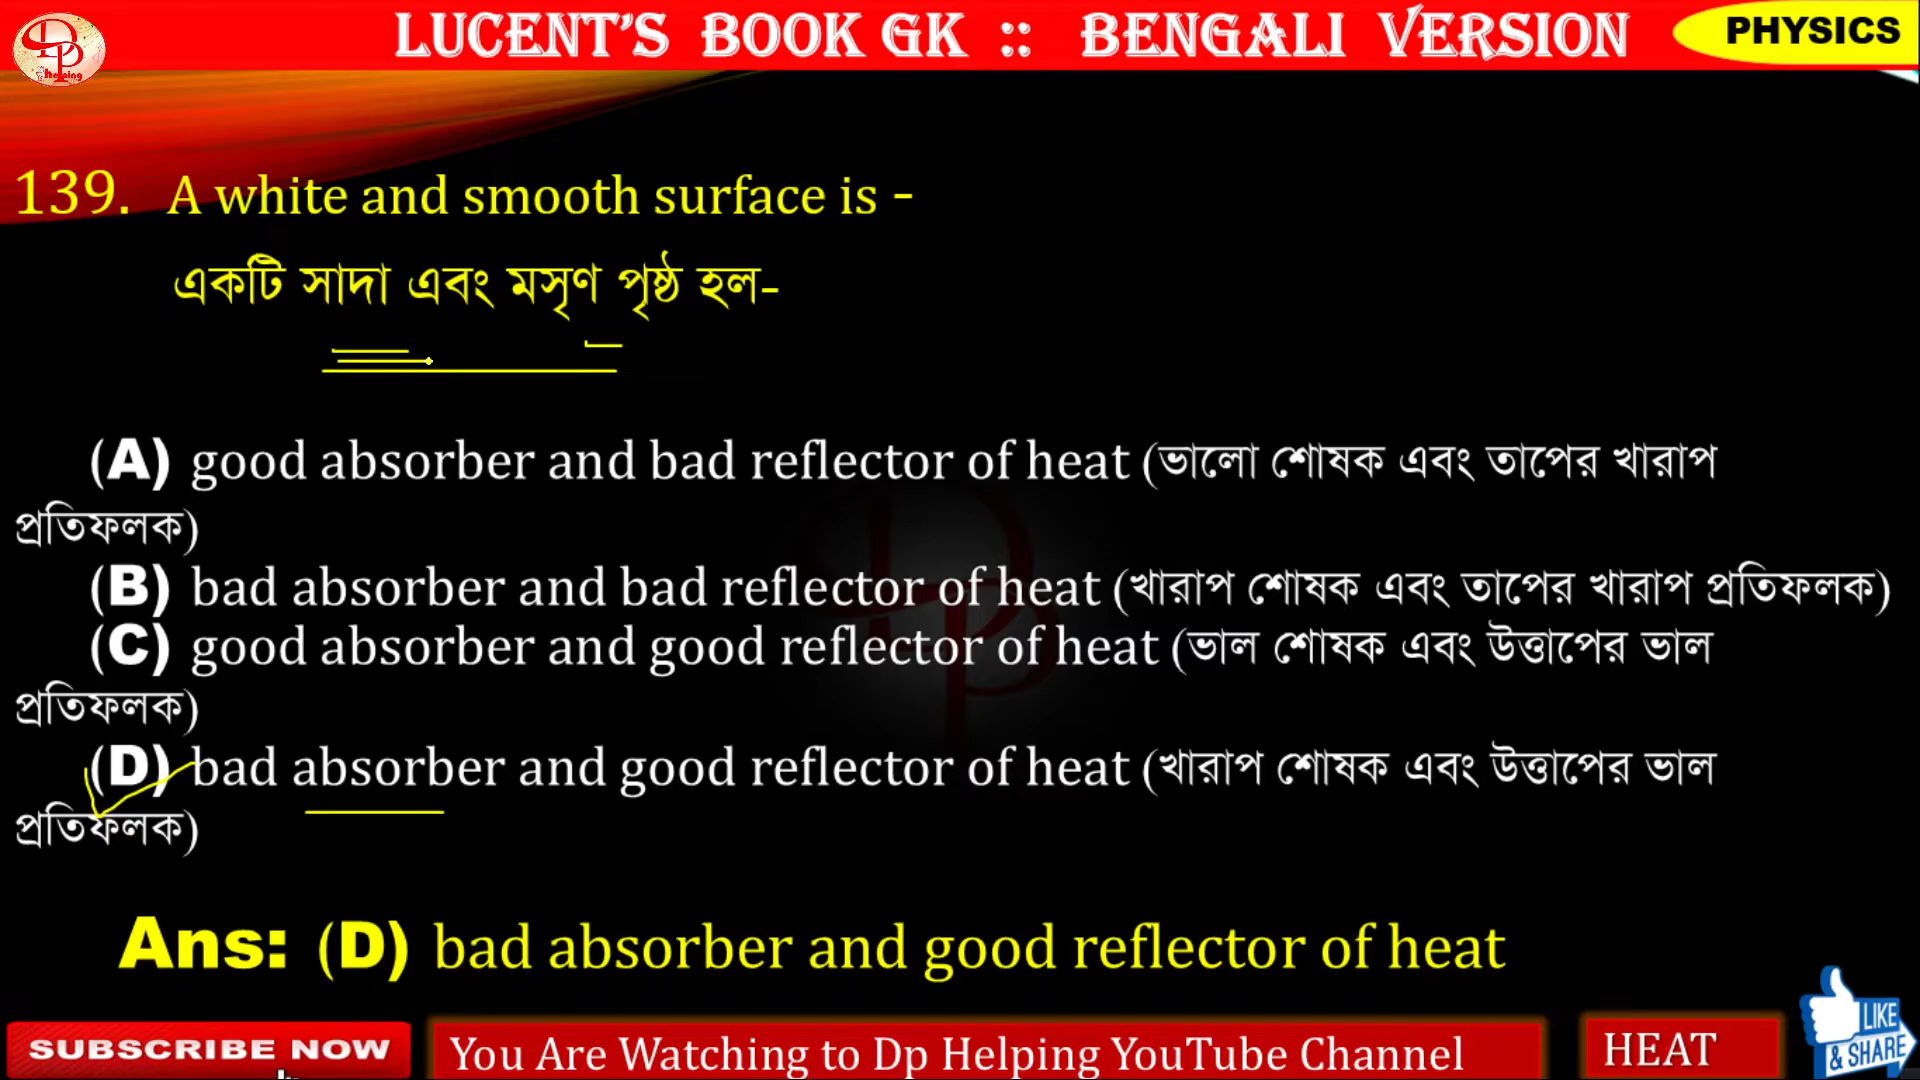 LUCENT'S BOOK GK :: BENGALI VERSION
PHYSICS
DP
helping
139. A white and smooth surface is -
একটি সাদা এবং মসৃণ পৃষ্ঠ হল-
(A) good absorber and bad reflector of heat (ভালো শোষক এবং তাপের খারাপ
প্রতিফলক)
(B) bad absorber and bad reflector of heat (খারাপ শোষক এবং তাপের খারাপ প্রতিফলক)
(C) good absorber and good reflector of heat (ভাল শোষক এবং উত্তাপের ভাল
প্রতিফলক)
(D) bad absorber and good reflector of heat (খারাপ শোষক এবং উত্তাপের ভাল
প্রতিফলক)
Ans: (D) bad absorber and good reflector of heat
SUBSCRIBE NOW
You Are Watching to Dp Helping YouTube Channel
HEAT
LIKE
& SHARE